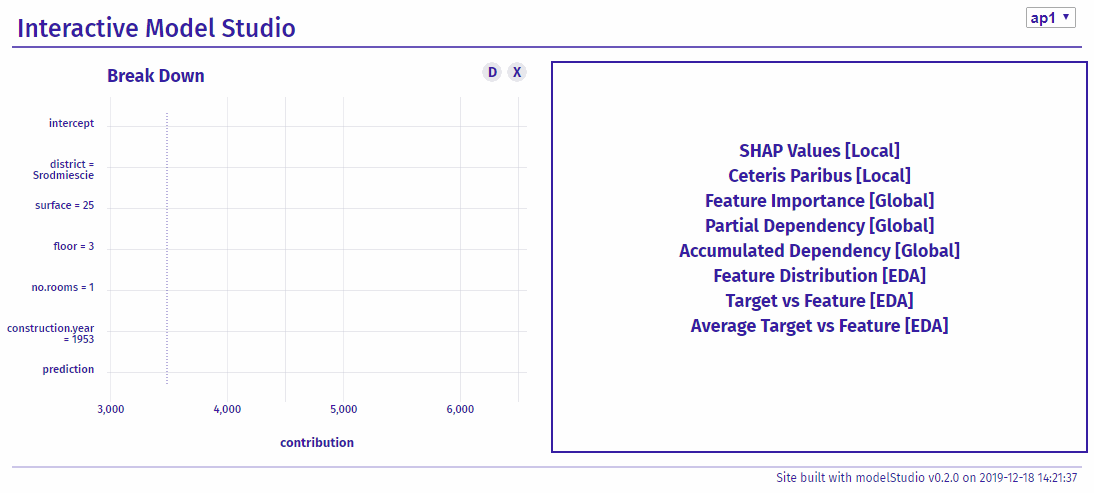 Interactive Model Studio
ap1 ▼
Break Down
D X
intercept
district =
Srodmiescie
surface = 25
floor = 3
no.rooms = 1
construction.year
= 1953
prediction
3,000 4,000 5,000 6,000
contribution
SHAP Values [Local]
Ceteris Paribus [Local]
Feature Importance [Global]
Partial Dependency [Global]
Accumulated Dependency [Global]
Feature Distribution [EDA]
Target vs Feature [EDA]
Average Target vs Feature [EDA]
Site built with modelStudio v0.2.0 on 2019-12-18 14:21:37